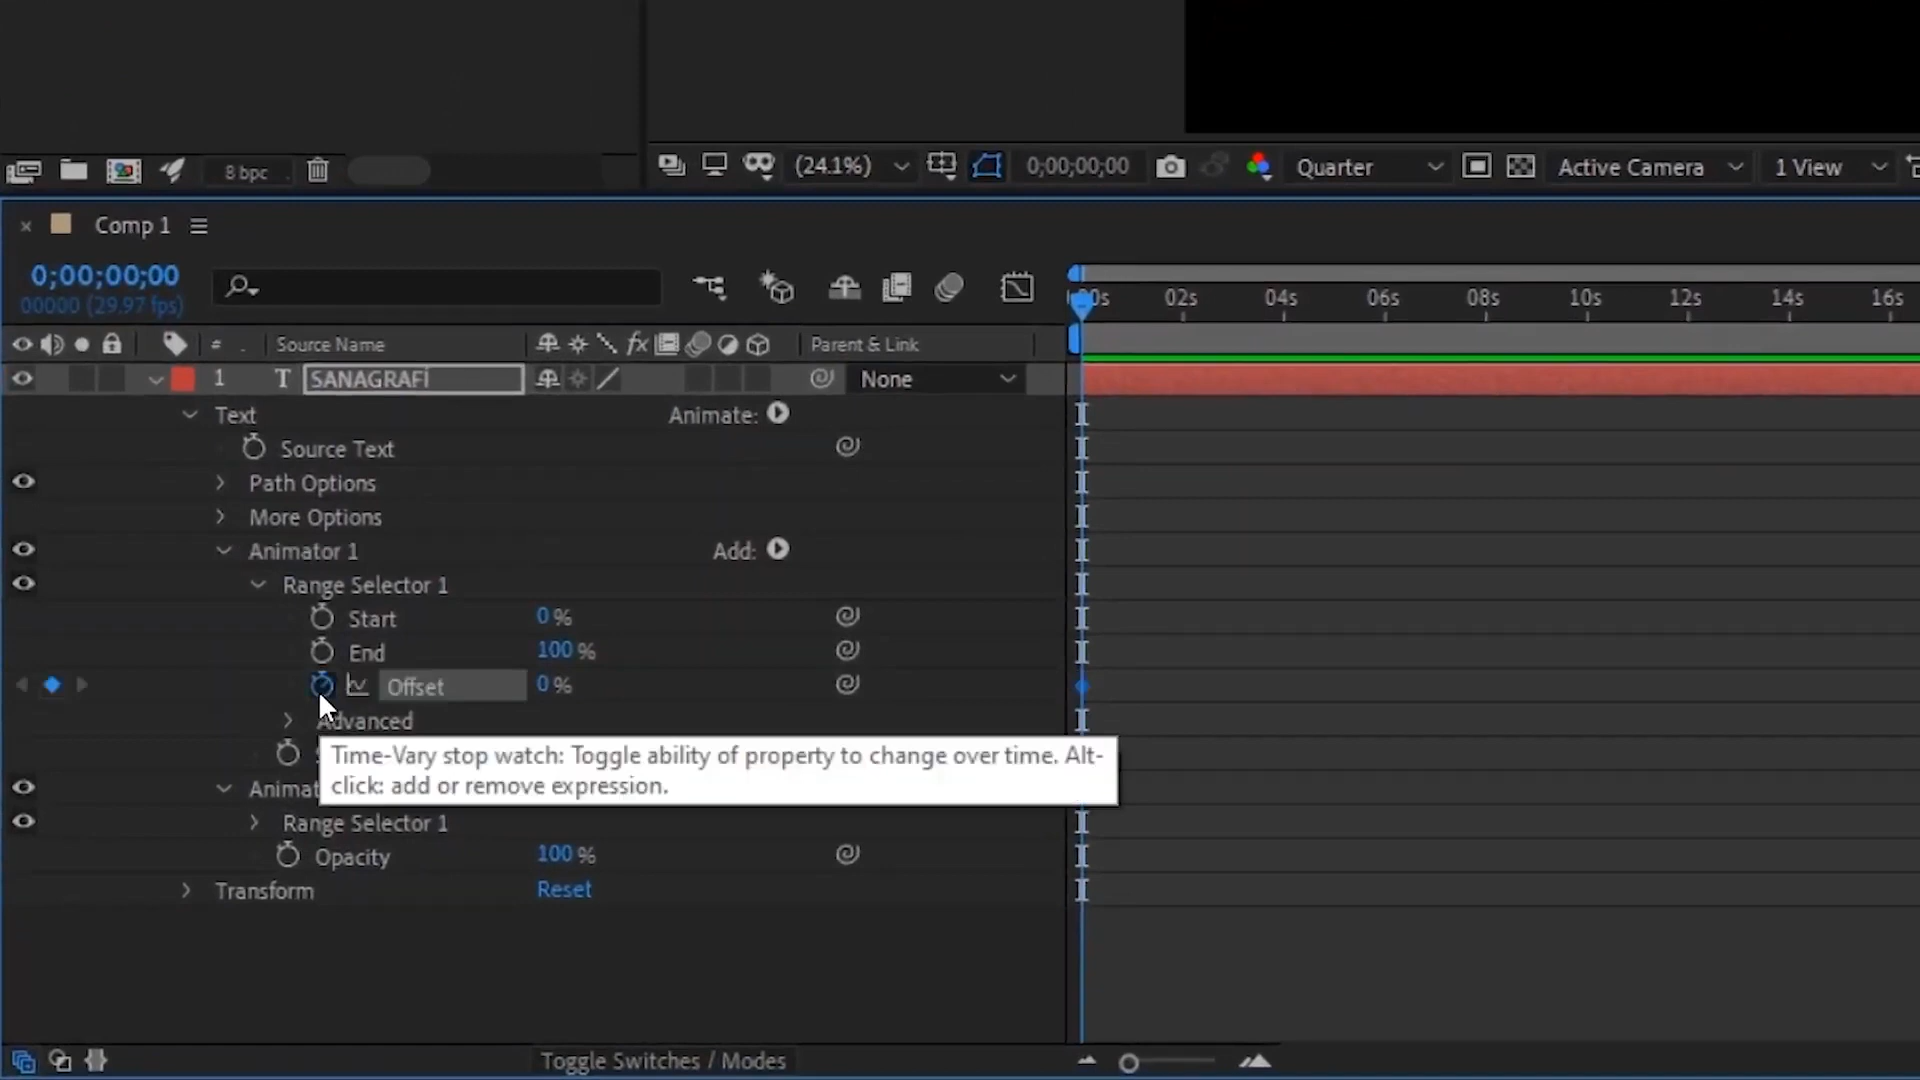 8 bpc
(24.1%)
0;00;00;00
Quarter
Active Camera
1 View
Comp 1
0;00;00;00
00000 (29.97 fps)
02s 04s 06s 08s 10s 12s 14s 16s
# Source Name
fx
Parent & Link
1 T SANAGRAFİ
None
Text
Animate:
Source Text
Path Options
More Options
Animator 1
Add:
Range Selector 1
Start 0 %
End 100 %
Offset 0 %
Advanced
Time-Vary stop watch: Toggle ability of property to change over time. Alt-
click: add or remove expression.
Range Selector 1
Opacity 100 %
Transform Reset
Toggle Switches / Modes